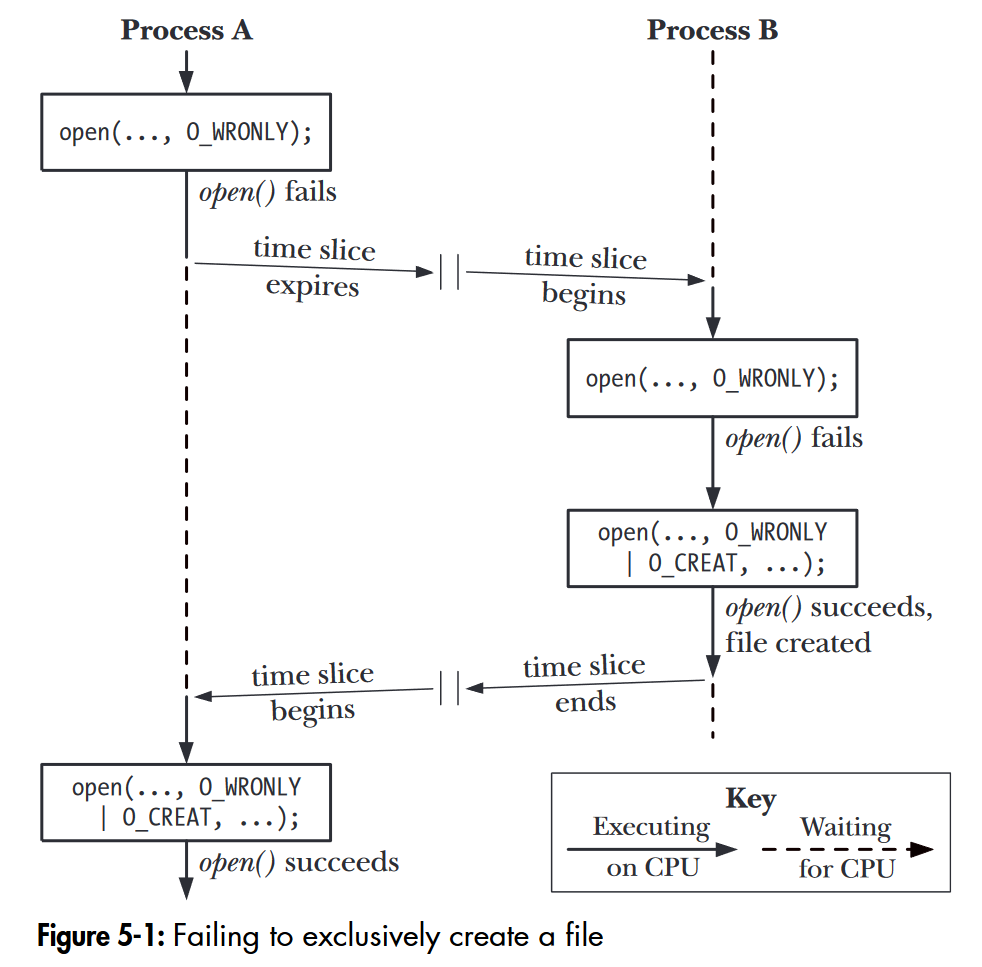 Process A
Process B
open(..., O_WRONLY);
open() fails
time slice
expires
time slice
begins
open(..., O_WRONLY);
open() fails
open(..., O_WRONLY
| O_CREAT, ...);
open() succeeds,
file created
time slice
ends
time slice
begins
open(..., O_WRONLY
| O_CREAT, ...);
open() succeeds
Key
Executing
on CPU
Waiting
for CPU
Figure 5-1: Failing to exclusively create a file